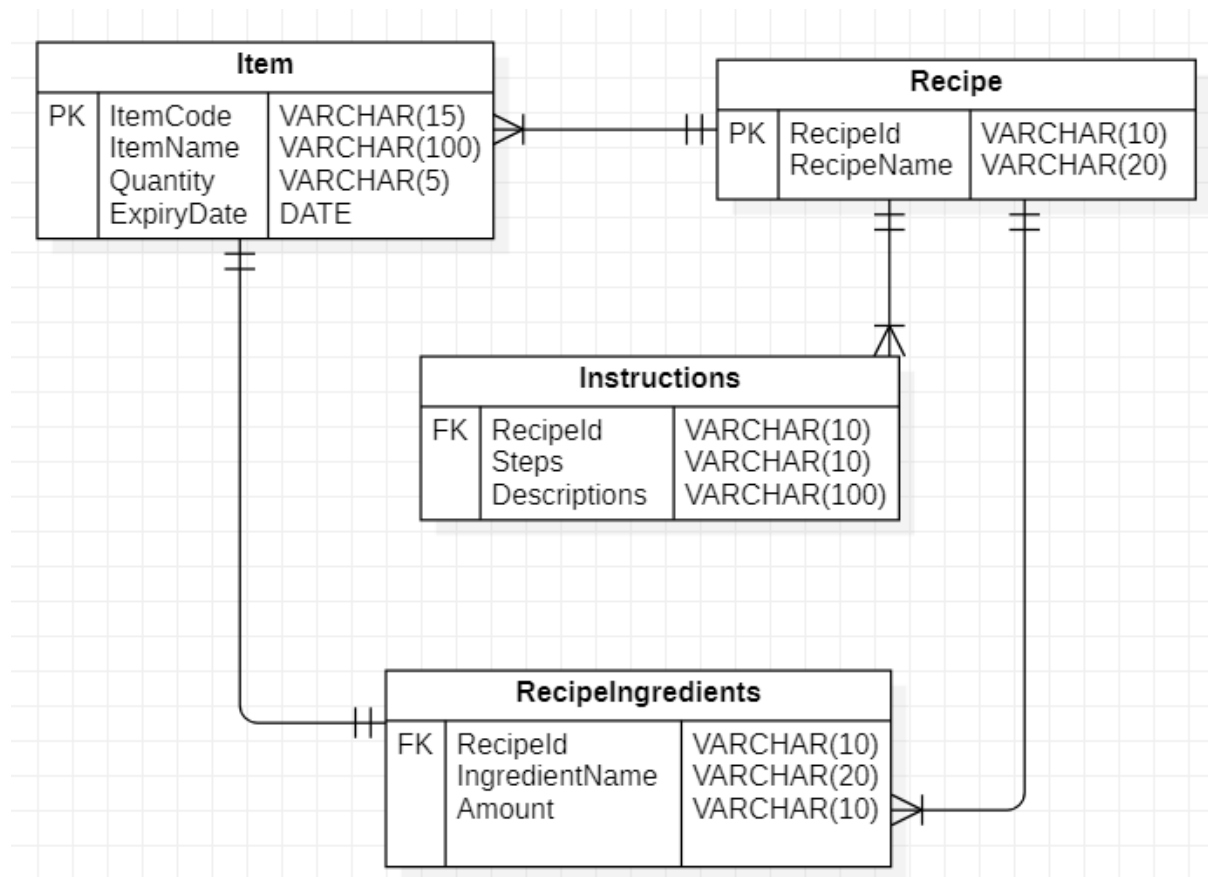 Item
PK ItemCode VARCHAR(15)
ItemName VARCHAR(100)
Quantity VARCHAR(5)
ExpiryDate DATE
Recipe
PK RecipeId VARCHAR(10)
RecipeName VARCHAR(20)
Instructions
FK RecipeId VARCHAR(10)
Steps VARCHAR(10)
Descriptions VARCHAR(100)
RecipeIngredients
FK RecipeId VARCHAR(10)
IngredientName VARCHAR(20)
Amount VARCHAR(10)